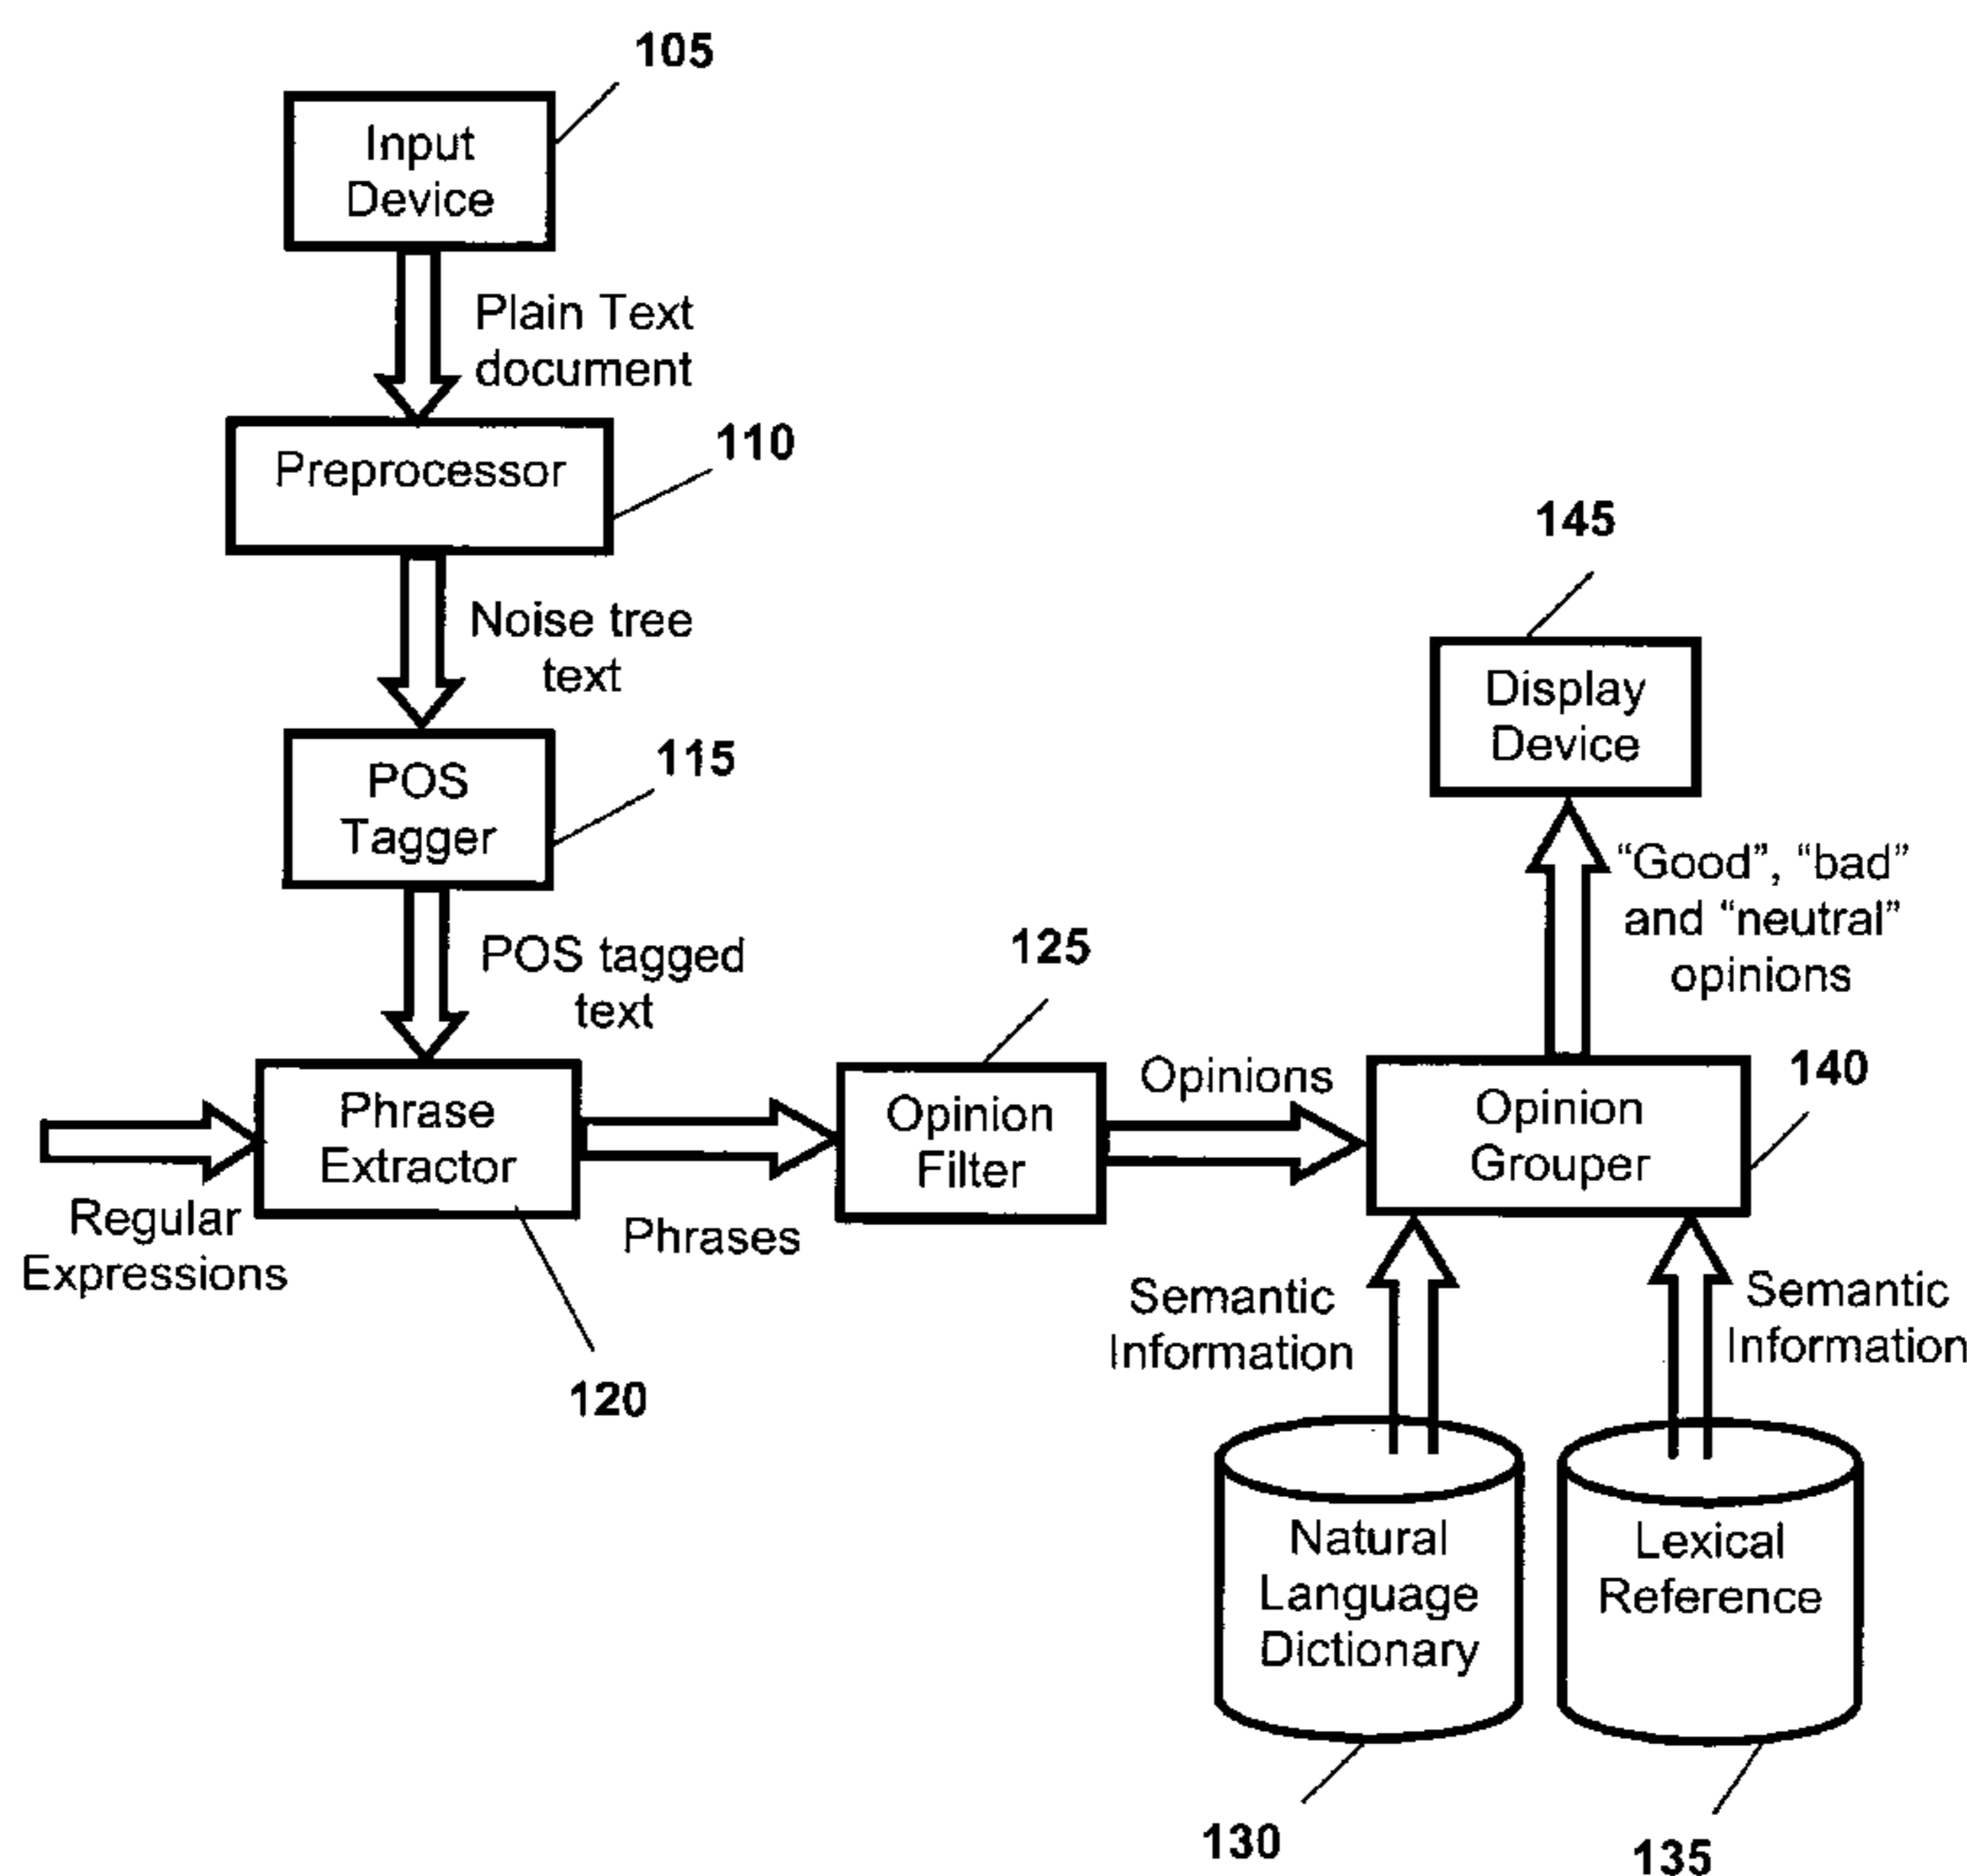 105
Input
Device
Plain Text
document
Preprocessor
110
Noise tree
text
POS
Tagger
115
POS tagged
text
Regular
Expressions
Phrase
Extractor
120
Phrases
125
Opinion
Filter
Opinions
Opinion
Grouper
140
145
Display
Device
“Good”, “bad”
and “neutral”
opinions
Semantic
Information
Semantic
Information
Natural
Language
Dictionary
130
Lexical
Reference
135